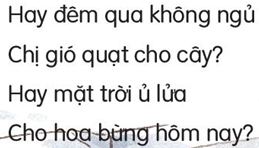 Hay đêm qua không ngủ
Chị gió quạt cho cây?
Hay mặt trời ủ lửa
Cho hoa bừng hôm nay?